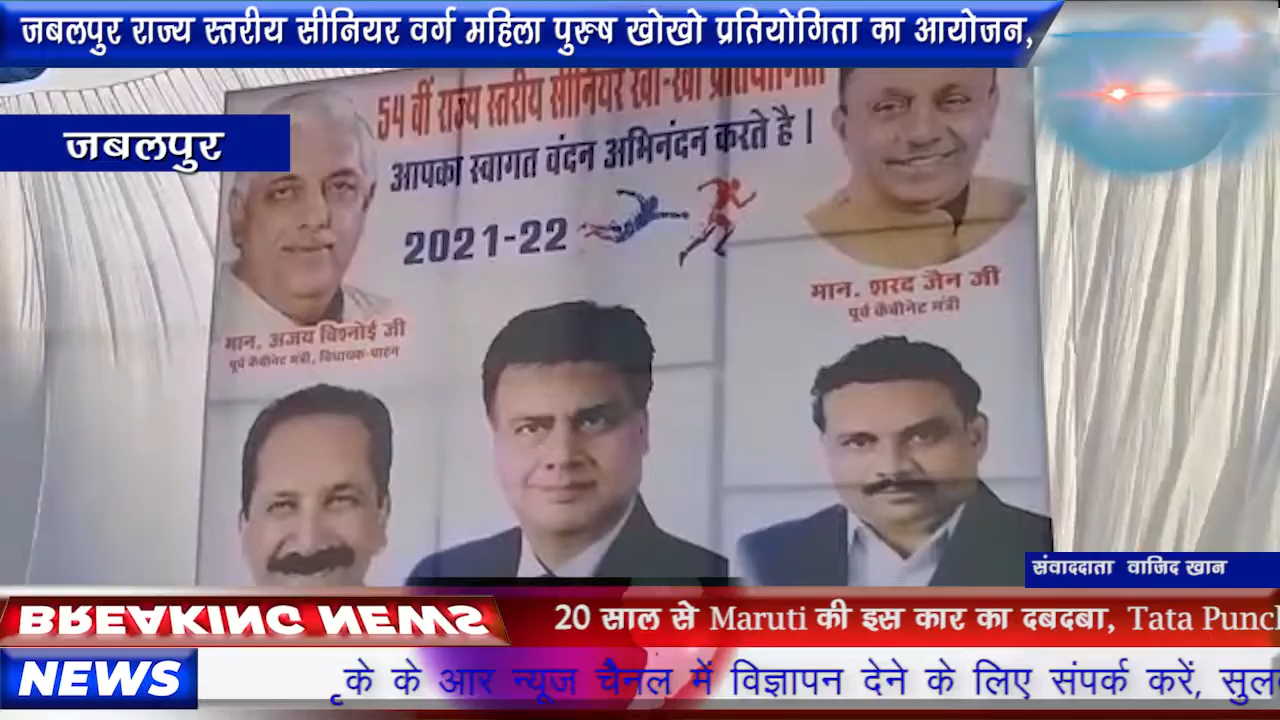 जबलपुर राज्य स्तरीय सीनियर वर्ग महिला पुरूष खोखो प्रतियोगिता का आयोजन,
जबलपुर
54 वीं राज्य स्तरीय सीनियर खो-खो प्रतियोगिता
आपका स्वागत वंदन अभिनंदन करते है ।
2021-22
मान. शरद जैन जी
पूर्व केबीनेट मंत्री
मान. अजय विश्नोई जी
पूर्व केबीनेट मंत्री, विधायक-पाटन
संवाददाता वाजिद खान
BREAKING NEWS
20 साल से Maruti की इस कार का दबदबा, Tata Punch
NEWS
के के आर न्यूज चैनल में विज्ञापन देने के लिए संपर्क करें,